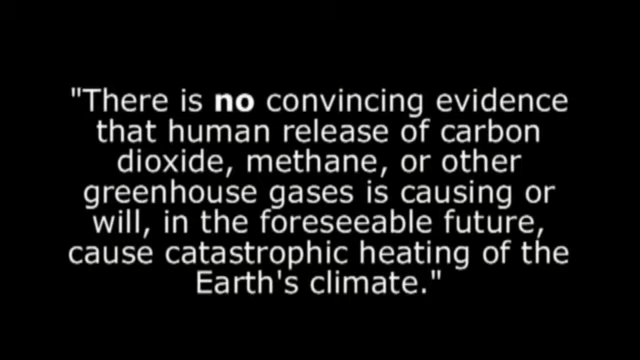 "There is no convincing evidence
that human release of carbon
dioxide, methane, or other
greenhouse gases is causing or
will, in the foreseeable future,
cause catastrophic heating of the
Earth's climate."